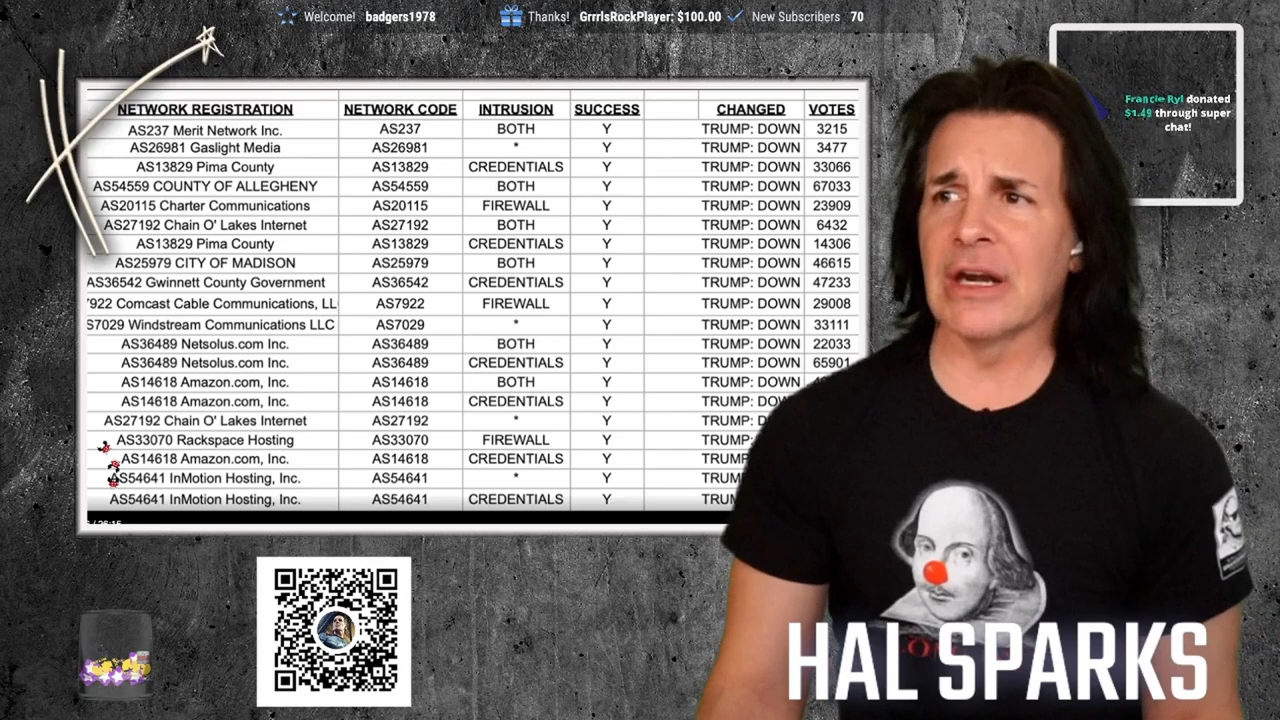 Welcome! badgers1978
Thanks! GrrrlsRockPlayer: $100.00
New Subscribers 70
Francie Ryl donated
$1.49 through super
chat!
NETWORK REGISTRATION NETWORK CODE INTRUSION SUCCESS CHANGED VOTES
AS237 Merit Network Inc. AS237 BOTH Y TRUMP: DOWN 3215
AS26981 Gaslight Media AS26981 * Y TRUMP: DOWN 3477
AS13829 Pima County AS13829 CREDENTIALS Y TRUMP: DOWN 33066
AS54559 COUNTY OF ALLEGHENY AS54559 BOTH Y TRUMP: DOWN 67033
AS20115 Charter Communications AS20115 FIREWALL Y TRUMP: DOWN 23909
AS27192 Chain O' Lakes Internet AS27192 BOTH Y TRUMP: DOWN 6432
AS13829 Pima County AS13829 CREDENTIALS Y TRUMP: DOWN 14306
AS25979 CITY OF MADISON AS25979 BOTH Y TRUMP: DOWN 46615
AS36542 Gwinnett County Government AS36542 CREDENTIALS Y TRUMP: DOWN 47233
7922 Comcast Cable Communications, LL AS7922 FIREWALL Y TRUMP: DOWN 29008
S7029 Windstream Communications LLC AS7029 * Y TRUMP: DOWN 33111
AS36489 Netsolus.com Inc. AS36489 BOTH Y TRUMP: DOWN 22033
AS36489 Netsolus.com Inc. AS36489 CREDENTIALS Y TRUMP: DOWN 65901
AS14618 Amazon.com, Inc. AS14618 BOTH Y TRUMP: DOWN
AS14618 Amazon.com, Inc. AS14618 CREDENTIALS Y TRUMP: DOW
AS27192 Chain O' Lakes Internet AS27192 * Y TRUMP: D
AS33070 Rackspace Hosting AS33070 FIREWALL Y TRUMP:
AS14618 Amazon.com, Inc. AS14618 CREDENTIALS Y TRUMP
AS54641 InMotion Hosting, Inc. AS54641 * Y TRUM
AS54641 InMotion Hosting, Inc. AS54641 CREDENTIALS Y TRUM
HAL SPARKS